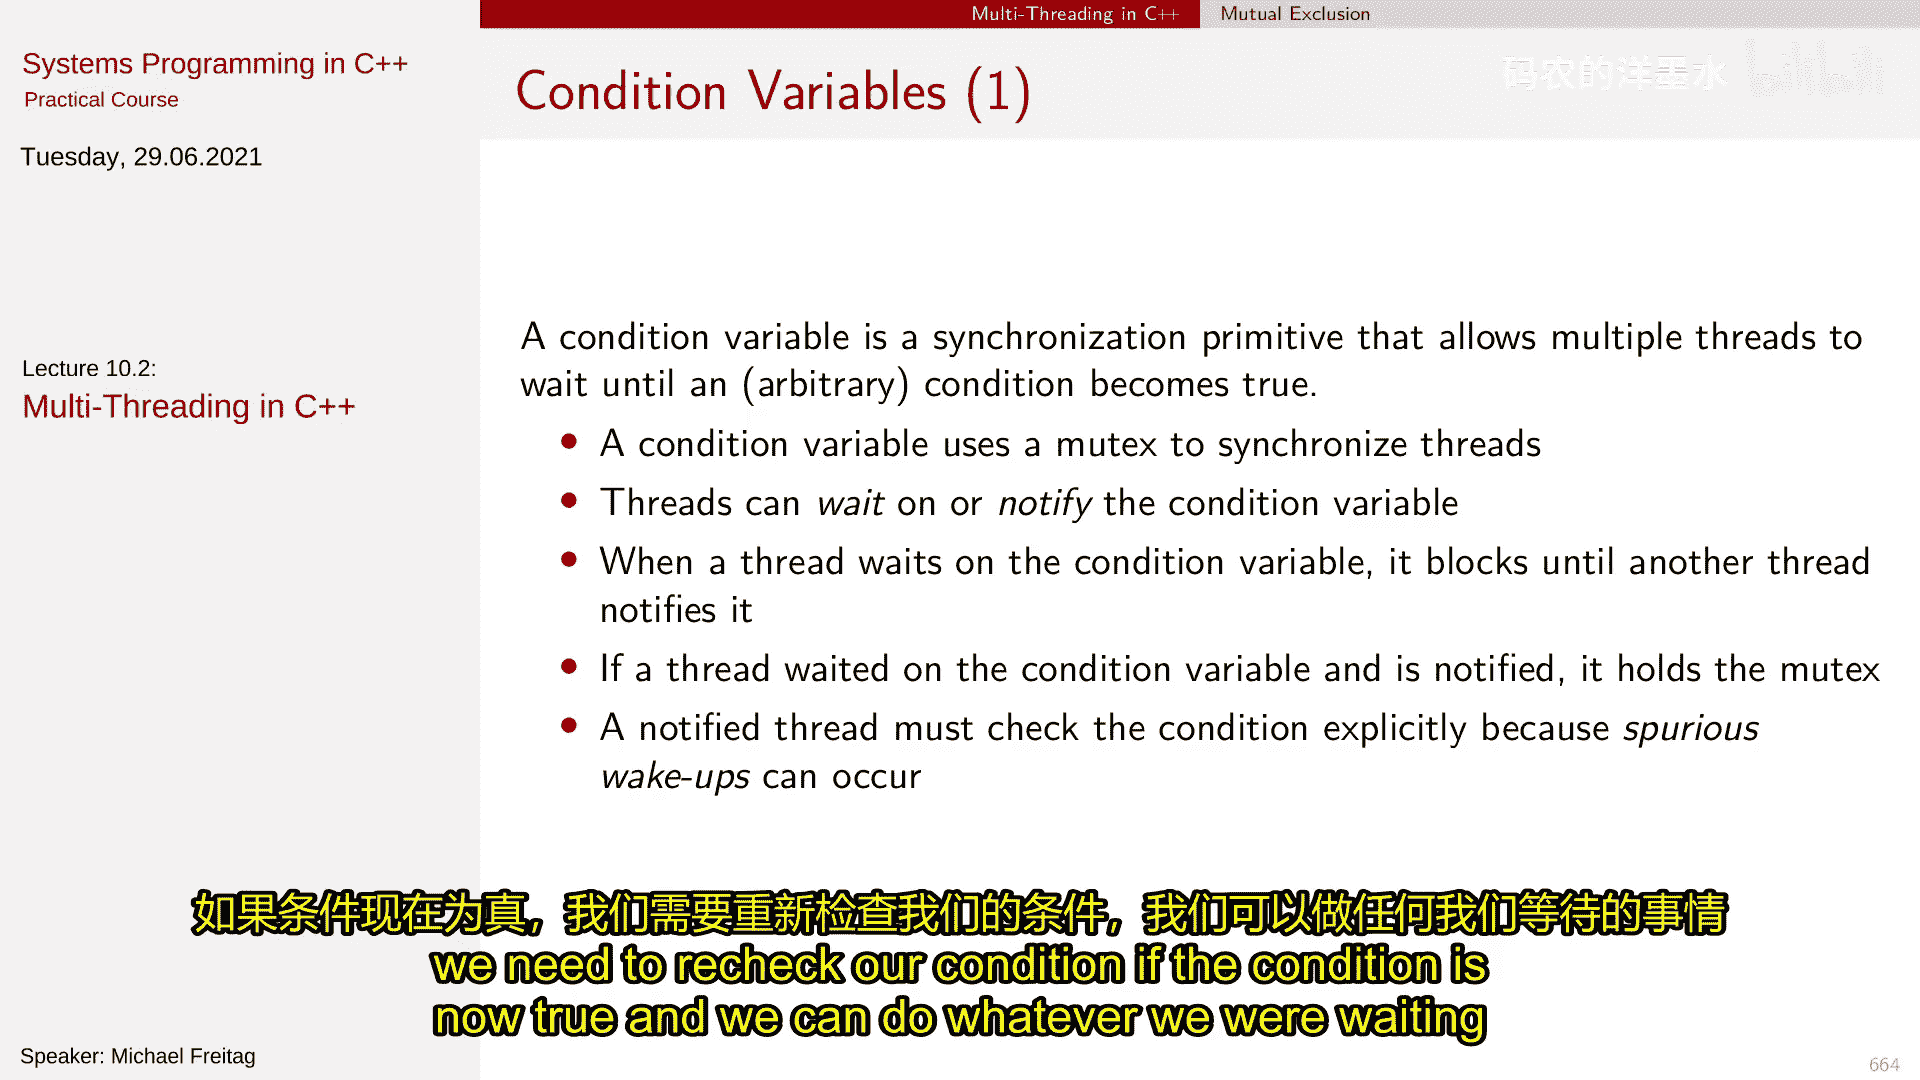 Multi-Threading in C++ Mutual Exclusion
Systems Programming in C++
Practical Course
Tuesday, 29.06.2021
Lecture 10.2:
Multi-Threading in C++
Speaker: Michael Freitag
Condition Variables (1)
码农的洋墨水 bilibili
A condition variable is a synchronization primitive that allows multiple threads to
wait until an (arbitrary) condition becomes true.
• A condition variable uses a mutex to synchronize threads
• Threads can wait on or notify the condition variable
• When a thread waits on the condition variable, it blocks until another thread
notifies it
• If a thread waited on the condition variable and is notified, it holds the mutex
• A notified thread must check the condition explicitly because spurious
wake-ups can occur
如果条件现在为真，我们需要重新检查我们的条件，我们可以做任何我们等待的事情
we need to recheck our condition if the condition is
now true and we can do whatever we were waiting
664